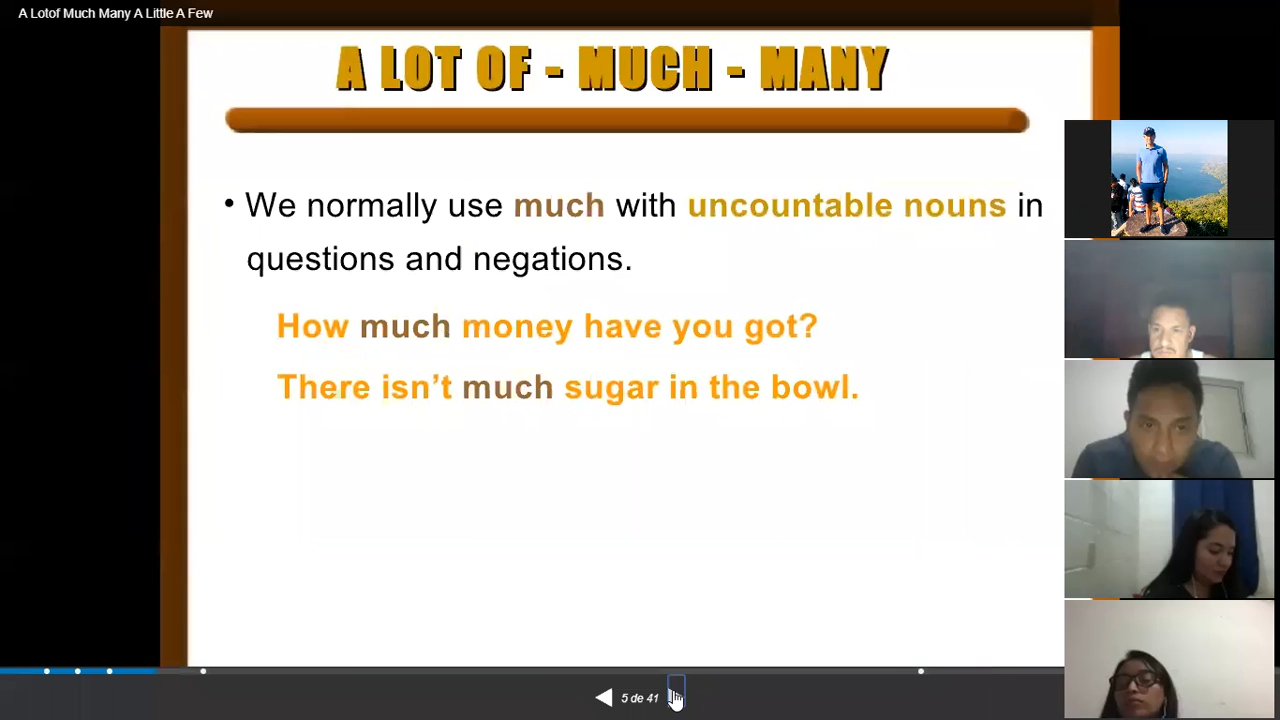 A Lotof Much Many A Little A Few
A LOT OF - MUCH - MANY
• We normally use much with uncountable nouns in
questions and negations.
How much money have you got?
There isn’t much sugar in the bowl.
5 de 41